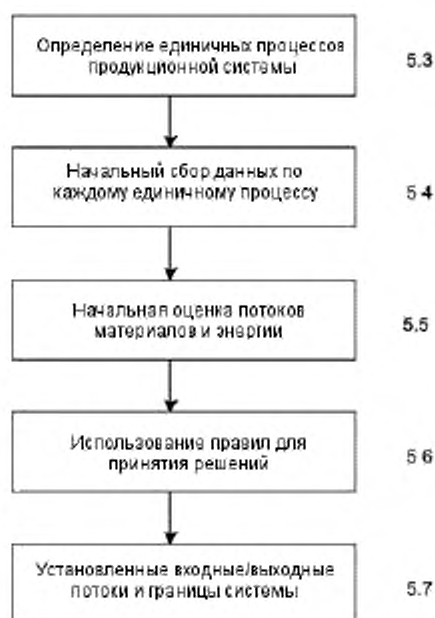 Определение единичных процессов
продукционной системы
5.3
Начальный сбор данных по
каждому единичному процессу
5 4
Начальная оценка потоков
материалов и энергии
5.5
Использование правил для
принятия решений
5 6
Установленные входные/выходные
потоки и границы системы
5.7